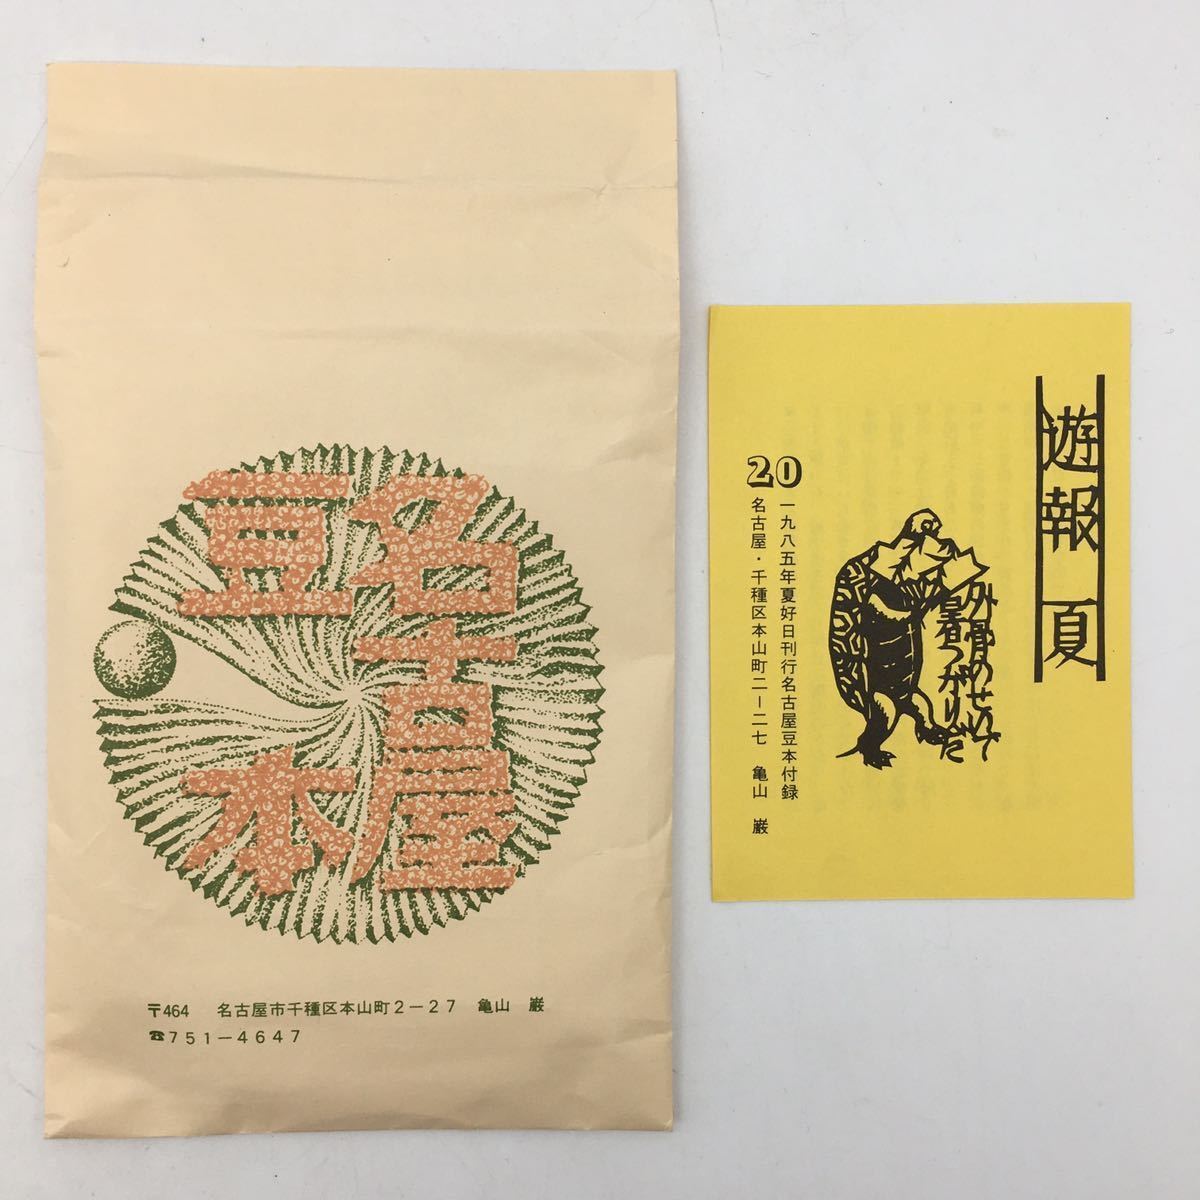 名古屋
豆本
〒464 名古屋市千種区本山町2-27 亀山 巌
☎751-4647
遊報 夏
外骨のせいで
暑つがりだ
20
一九八五年夏好日刊行名古屋豆本付録
名古屋・千種区本山町二-二七 亀山 巌